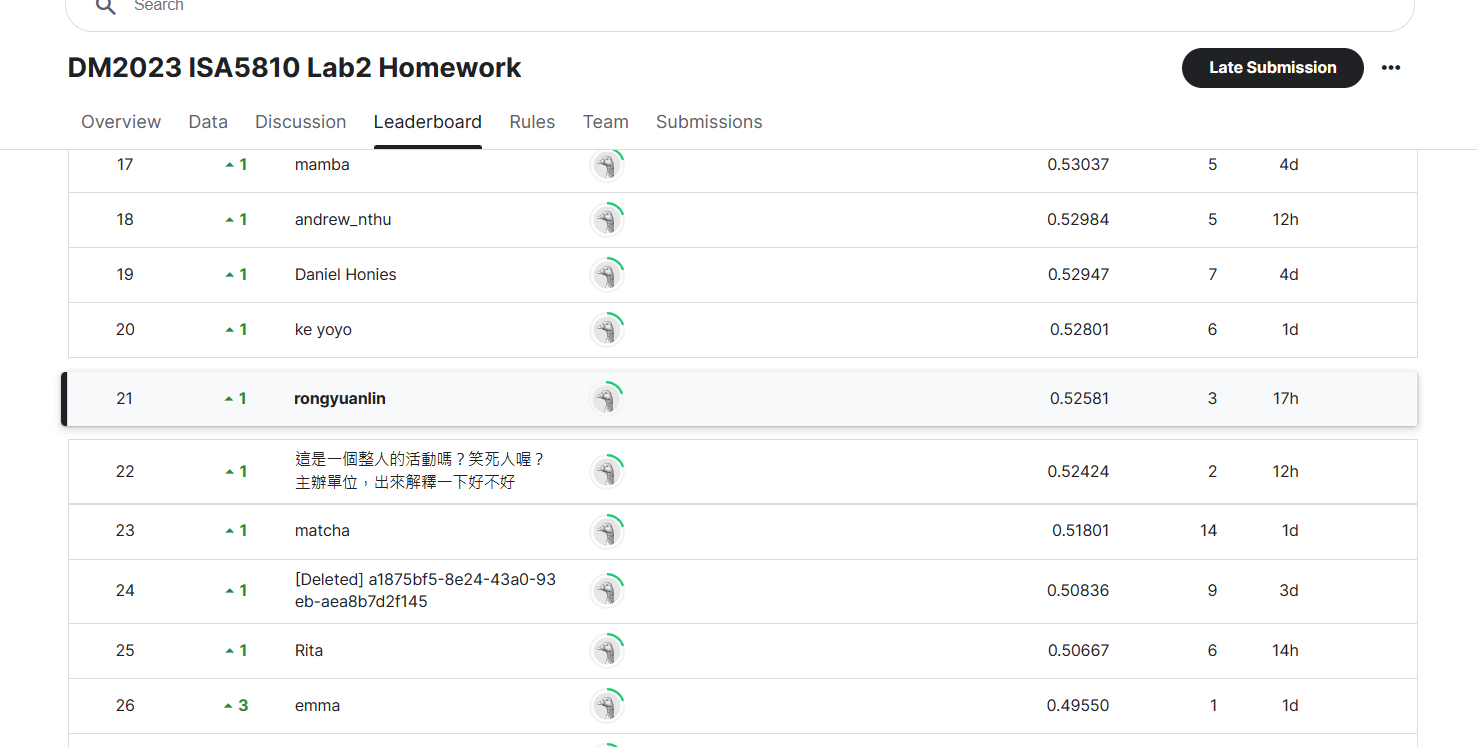 Search
DM2023 ISA5810 Lab2 Homework
Late Submission
Overview Data Discussion Leaderboard Rules Team Submissions
17 1 mamba 0.53037 5 4d
18 1 andrew_nthu 0.52984 5 12h
19 1 Daniel Honies 0.52947 7 4d
20 1 ke yoyo 0.52801 6 1d
21 1 rongyuanlin 0.52581 3 17h
22 1 這是一個整人的活動嗎？笑死人喔？
主辦單位，出來解釋一下好不好 0.52424 2 12h
23 1 matcha 0.51801 14 1d
24 1 [Deleted] a1875bf5-8e24-43a0-93
eb-aea8b7d2f145 0.50836 9 3d
25 1 Rita 0.50667 6 14h
26 3 emma 0.49550 1 1d